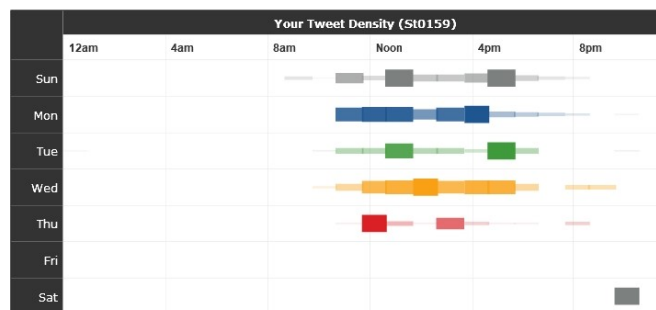 Your Tweet Density (St0159)
12am 4am 8am Noon 4pm 8pm
Sun
Mon
Tue
Wed
Thu
Fri
Sat